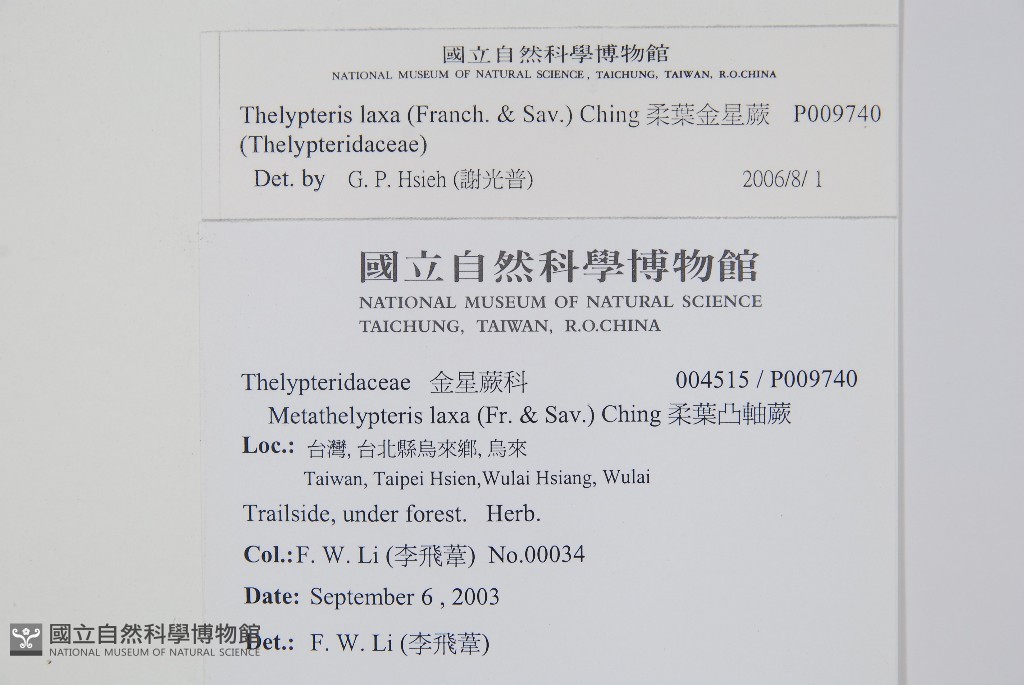 國立自然科學博物館
NATIONAL MUSEUM OF NATURAL SCIENCE, TAICHUNG, TAIWAN, R.O.CHINA
Thelypteris laxa (Franch. & Sav.) Ching 柔葉金星蕨 P009740
(Thelypteridaceae)
Det. by G. P. Hsieh (謝光普) 2006/8/ 1
國立自然科學博物館
NATIONAL MUSEUM OF NATURAL SCIENCE
TAICHUNG, TAIWAN, R.O.CHINA
Thelypteridaceae 金星蕨科 004515 / P009740
Metathelypteris laxa (Fr. & Sav.) Ching 柔葉凸軸蕨
Loc.: 台灣, 台北縣烏來鄉, 烏來
Taiwan, Taipei Hsien,Wulai Hsiang, Wulai
Trailside, under forest. Herb.
Col.:F. W. Li (李飛葦) No.00034
Date: September 6 , 2003
Det.: F. W. Li (李飛葦)
國立自然科學博物館
NATIONAL MUSEUM OF NATURAL SCIENCE